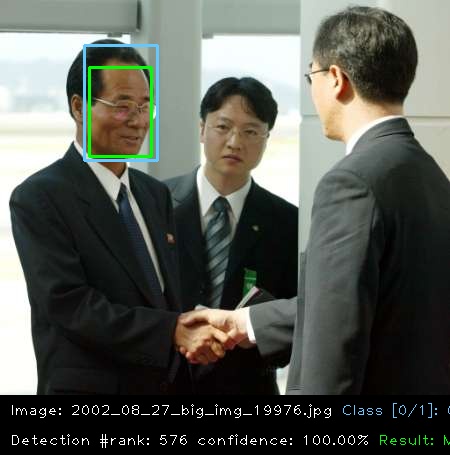 Image: 2002_08_27_big_img_19976.jpg Class [0/1]:
Detection #rank: 576 confidence: 100.00% Result: